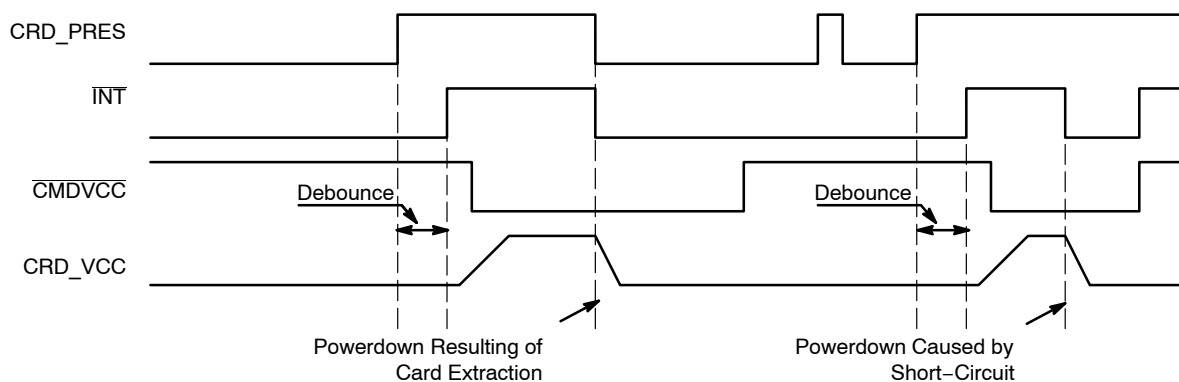 CRD_PRES
INT
CMDVCC
Debounce
Debounce
CRD_VCC
Powerdown Resulting of
Card Extraction
Powerdown Caused by
Short−Circuit